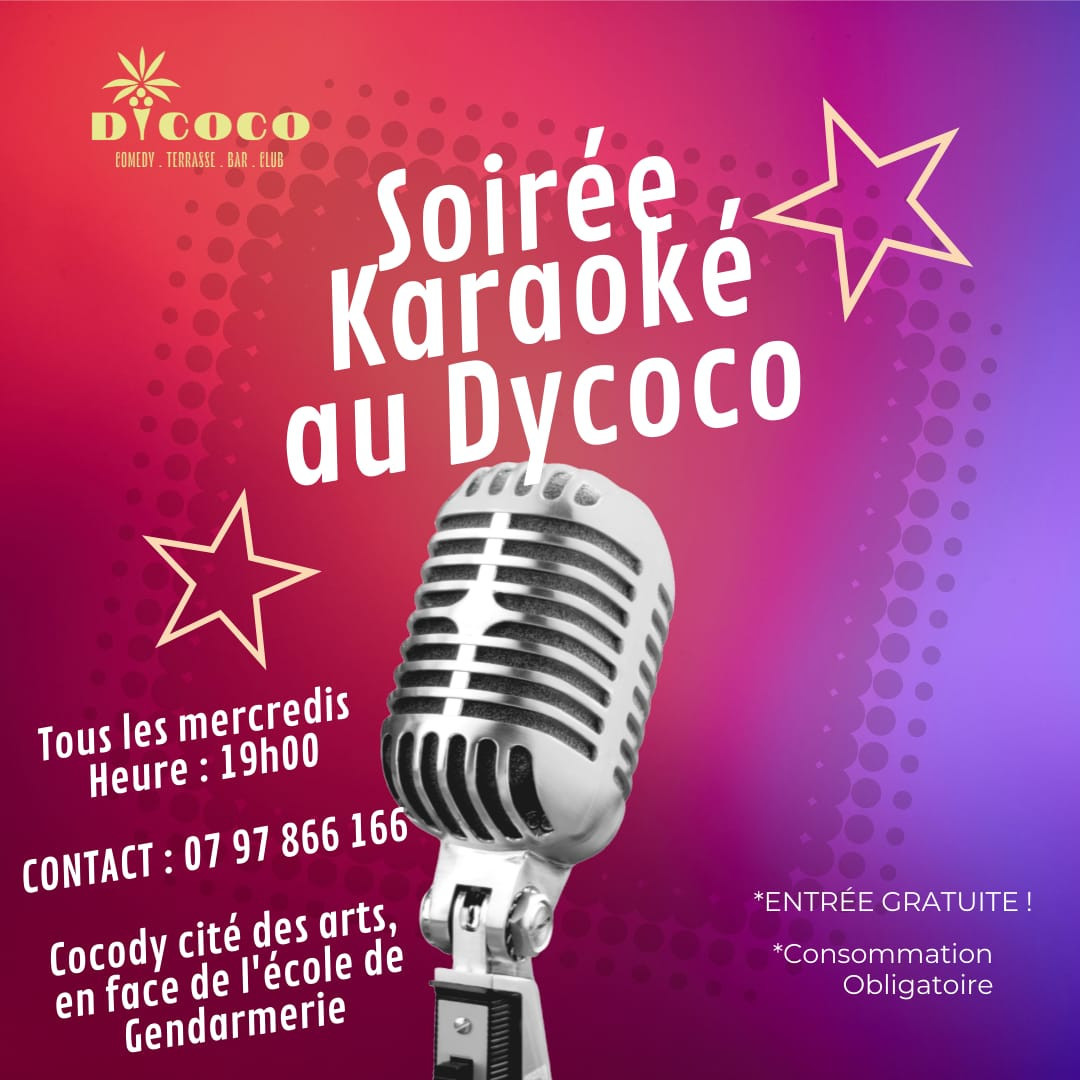 DYCOCO
COMEDY . TERRASSE . BAR . CLUB
Soirée
Karaoké
au Dycoco
Tous les mercredis
Heure : 19h00
CONTACT : 07 97 866 166
Cocody cité des arts,
en face de l'école de
Gendarmerie
*ENTRÉE GRATUITE !
*Consommation
Obligatoire